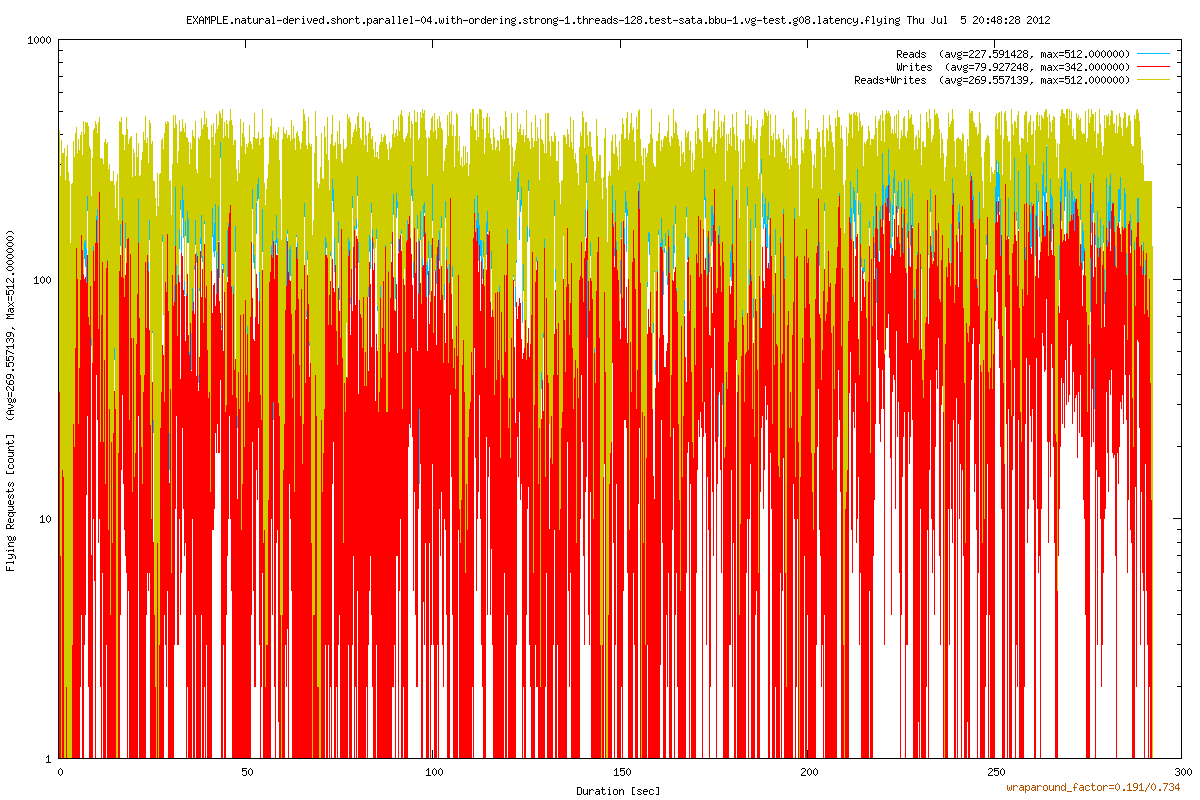 EXAMPLE.natural-derived.short.parallel-04.with-ordering.strong-1.threads-128.test-sata.bbu-1.vg-test.g08.latency.flying Thu Jul  5 20:48:28 2012
Reads  (avg=227.591428, max=512.000000)
Writes  (avg=79.927248, max=342.000000)
Reads+Writes  (avg=269.557139, max=512.000000)
Flying Requests [count]  (Avg=269.557139, Max=512.000000)
1000
100
10
1
0 50 100 150 200 250 300
Duration [sec]
wraparound_factor=0.191/0.734